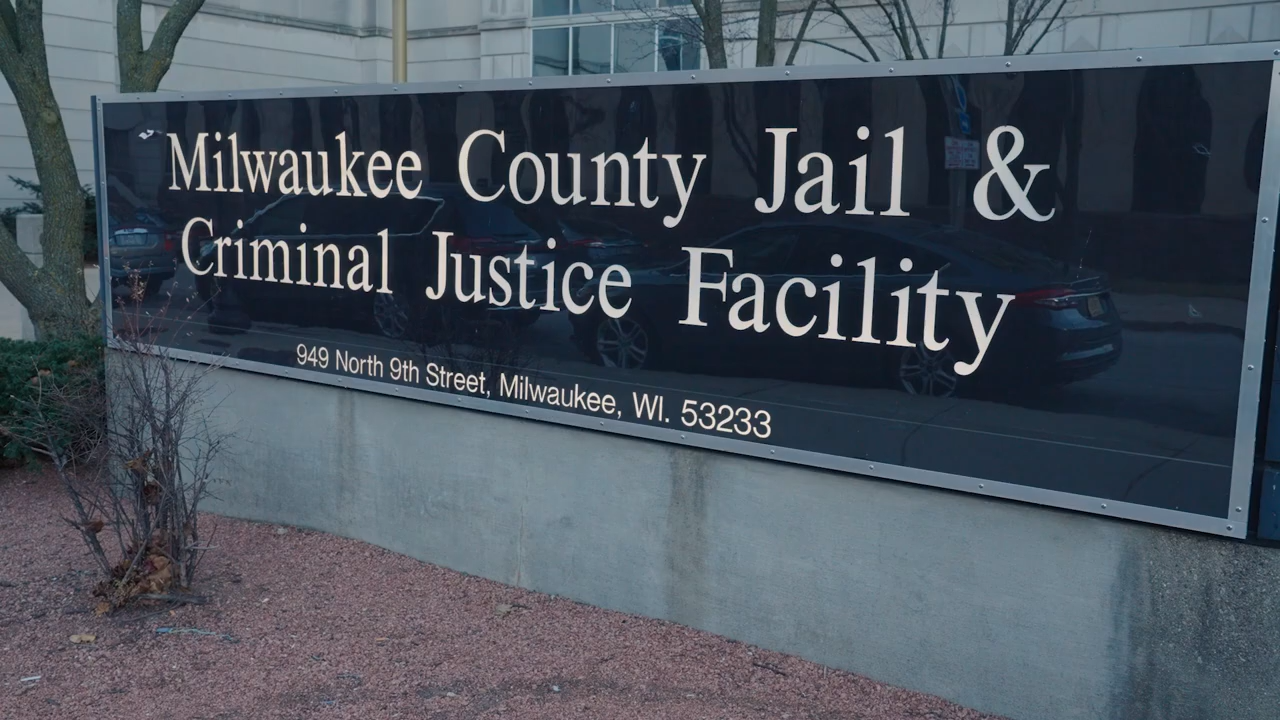 Milwaukee County Jail &
Criminal Justice Facility
949 North 9th Street, Milwaukee, WI. 53233